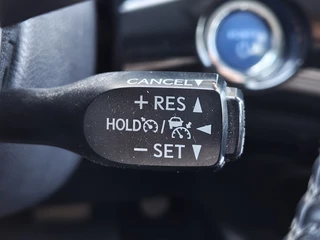 CANCEL▼
+ RES ▲
HOLD / ◄
− SET ▼